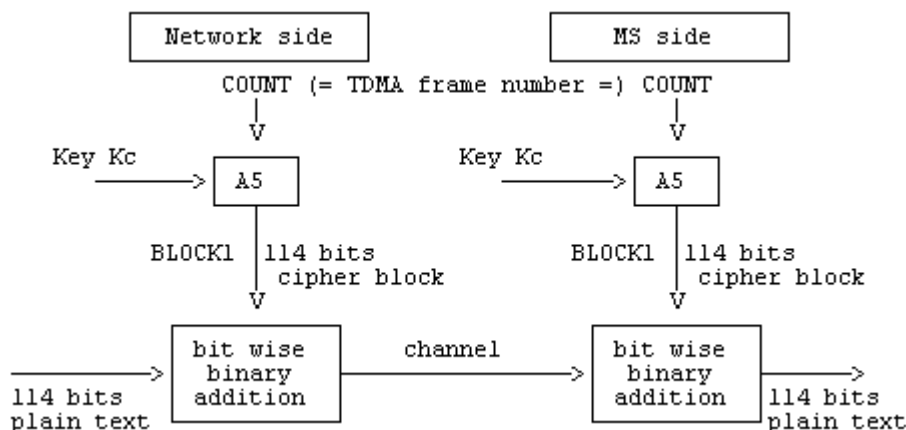 Network side
MS side
COUNT (= TDMA frame number =) COUNT
Key Kc
A5
Key Kc
A5
BLOCK1
114 bits
cipher block
BLOCK1
114 bits
cipher block
bit wise
binary
addition
channel
bit wise
binary
addition
114 bits
plain text
114 bits
plain text